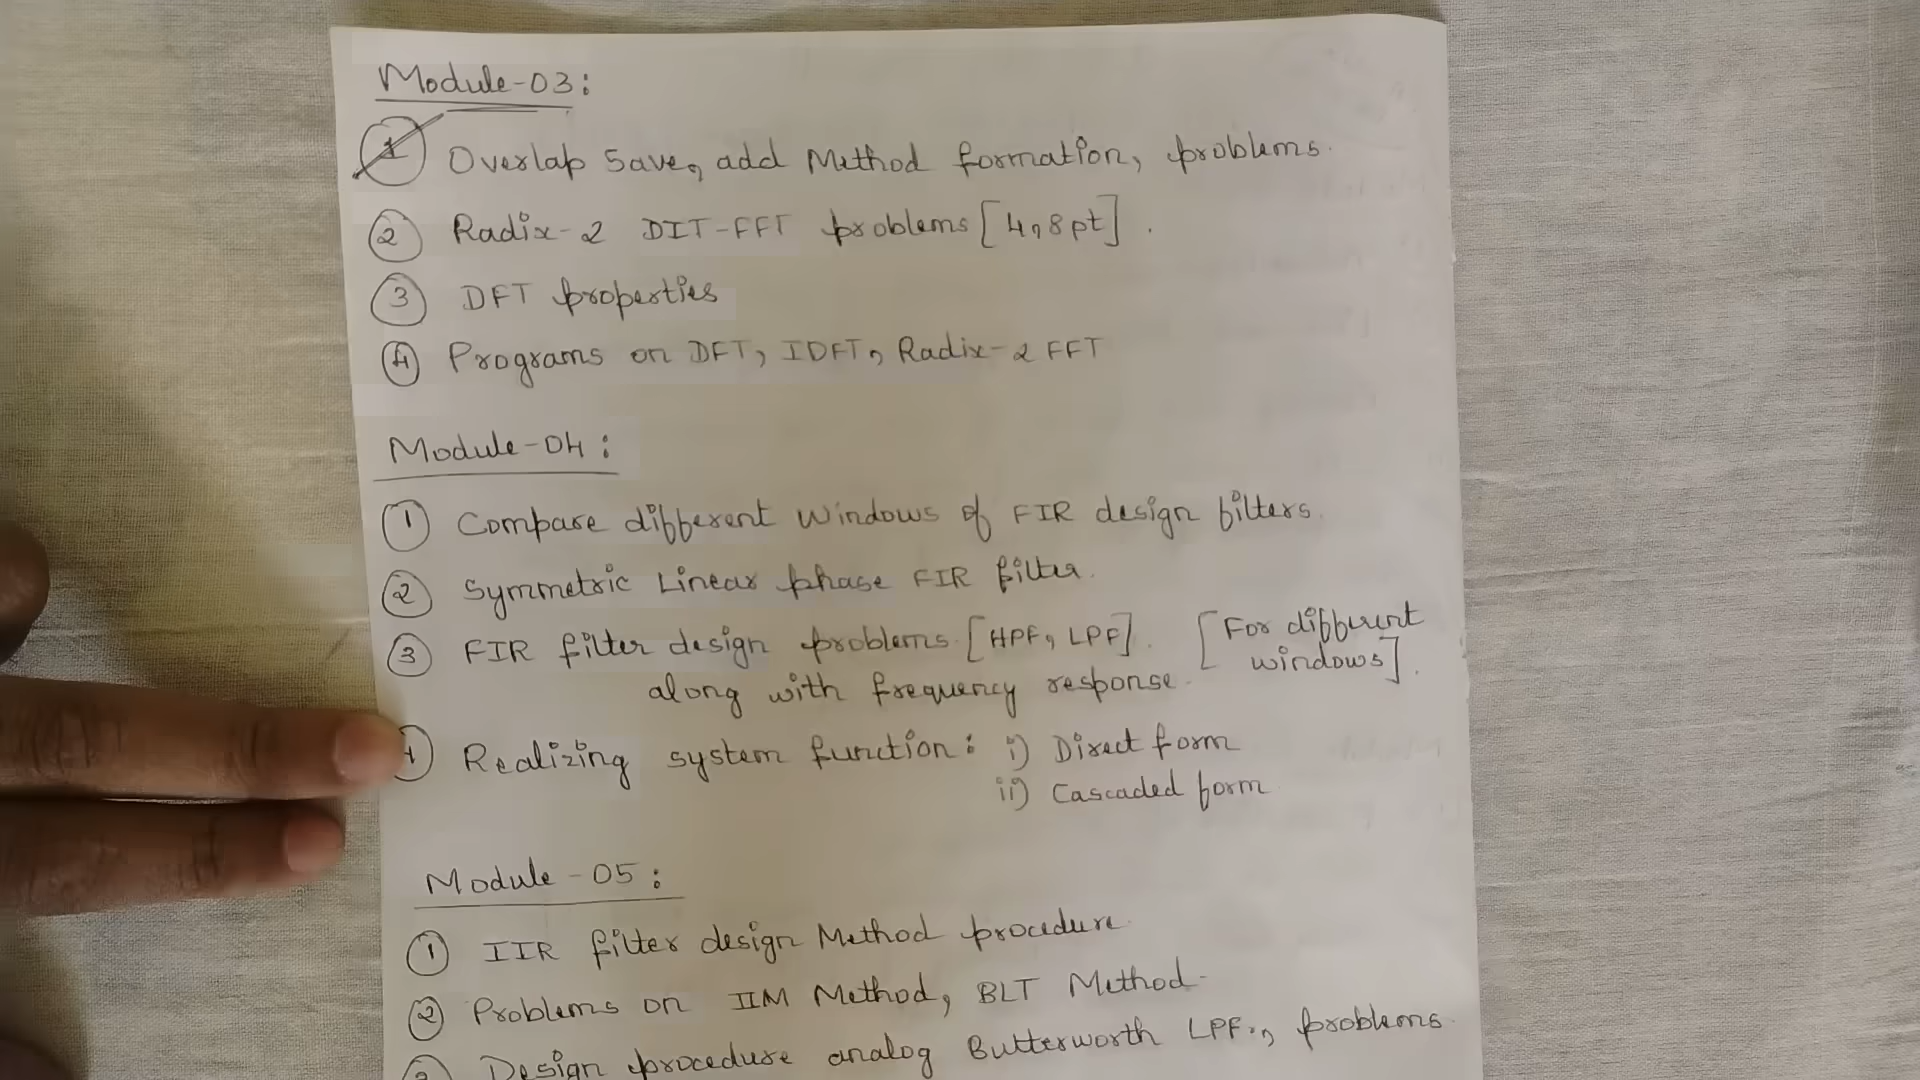 Module-03:
1 Overlap Save, add Method formation, problems.
2 Radix-2 DIT-FFT problems [4,8pt].
3 DFT properties
4 Programs on DFT, IDFT, Radix-2 FFT
Module-04:
1 Compare different Windows of FIR design filters.
2 Symmetric Linear phase FIR filter.
3 FIR filter design problems [HPF, LPF]. [For different
along with frequency response. windows].
4 Realizing system function: i) Direct form
ii) Cascaded form
Module-05:
1 IIR filter design Method procedure
2 Problems on IIM Method, BLT Method-
3 Design procedure analog Butterworth LPF., problems.